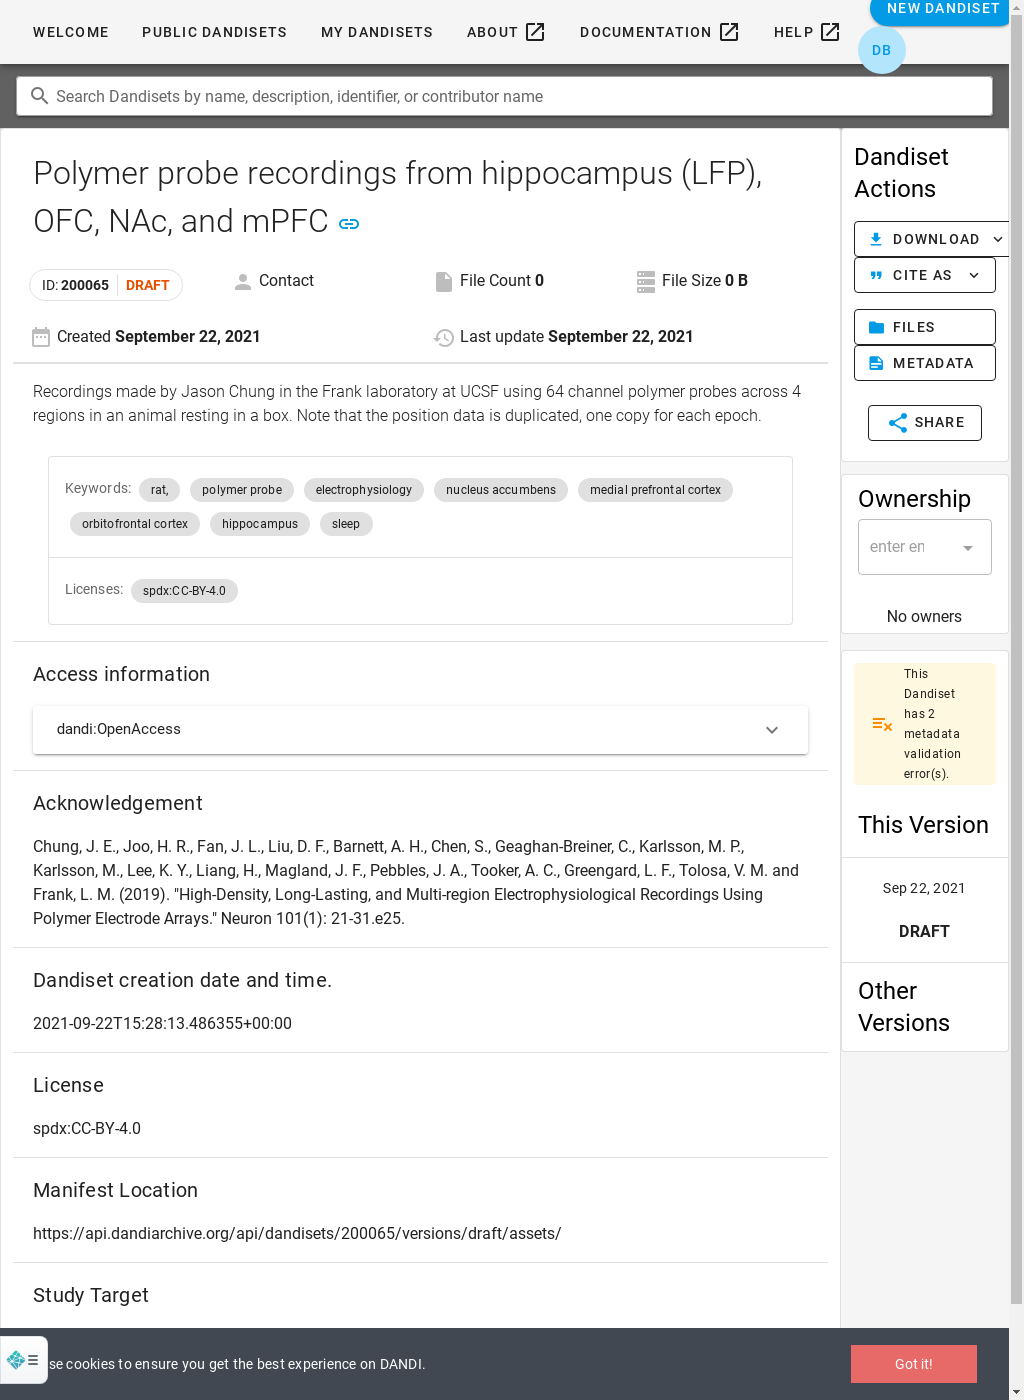 WELCOME PUBLIC DANDISETS MY DANDISETS ABOUT DOCUMENTATION HELP NEW DANDISET
DB
Search Dandisets by name, description, identifier, or contributor name
Polymer probe recordings from hippocampus (LFP),
OFC, NAc, and mPFC
ID: 200065 DRAFT Contact File Count 0 File Size 0 B
Created September 22, 2021 Last update September 22, 2021
Recordings made by Jason Chung in the Frank laboratory at UCSF using 64 channel polymer probes across 4
regions in an animal resting in a box. Note that the position data is duplicated, one copy for each epoch.
Keywords: rat, polymer probe electrophysiology nucleus accumbens medial prefrontal cortex
orbitofrontal cortex hippocampus sleep
Licenses: spdx:CC-BY-4.0
Access information
dandi:OpenAccess
Acknowledgement
Chung, J. E., Joo, H. R., Fan, J. L., Liu, D. F., Barnett, A. H., Chen, S., Geaghan-Breiner, C., Karlsson, M. P.,
Karlsson, M., Lee, K. Y., Liang, H., Magland, J. F., Pebbles, J. A., Tooker, A. C., Greengard, L. F., Tolosa, V. M. and
Frank, L. M. (2019). "High-Density, Long-Lasting, and Multi-region Electrophysiological Recordings Using
Polymer Electrode Arrays." Neuron 101(1): 21-31.e25.
Dandiset creation date and time.
2021-09-22T15:28:13.486355+00:00
License
spdx:CC-BY-4.0
Manifest Location
https://api.dandiarchive.org/api/dandisets/200065/versions/draft/assets/
Study Target
Dandiset
Actions
DOWNLOAD
CITE AS
FILES
METADATA
SHARE
Ownership
enter en
No owners
This
Dandiset
has 2
metadata
validation
error(s).
This Version
Sep 22, 2021
DRAFT
Other
Versions
se cookies to ensure you get the best experience on DANDI.
Got it!